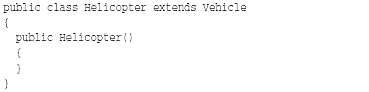 public class Helicopter extends Vehicle
{
  public Helicopter()
  {
  }
}